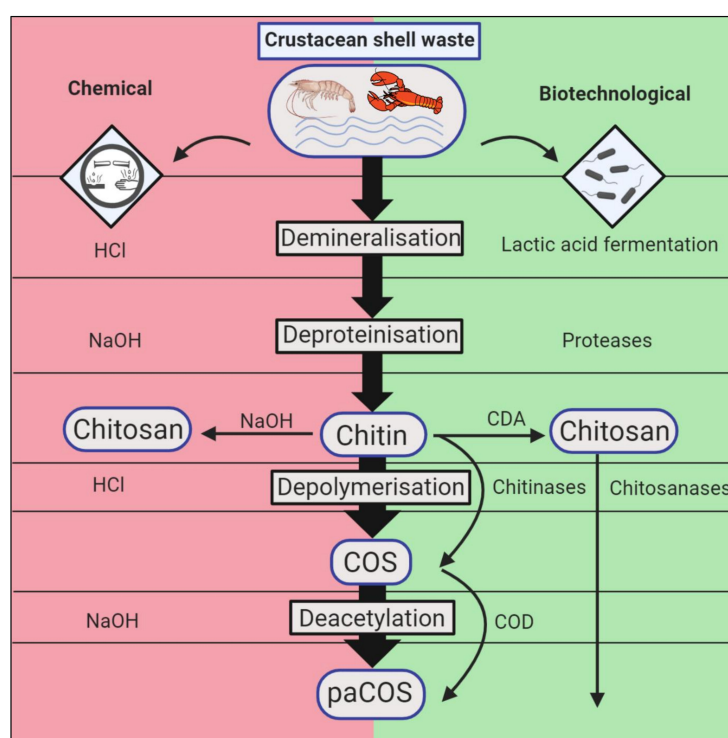 Crustacean shell waste
Chemical
Biotechnological
Demineralisation
HCl
Lactic acid fermentation
Deproteinisation
NaOH
Proteases
Chitosan
NaOH
Chitin
CDA
Chitosan
HCl
Depolymerisation
Chitinases
Chitosanases
COS
NaOH
Deacetylation
COD
paCOS